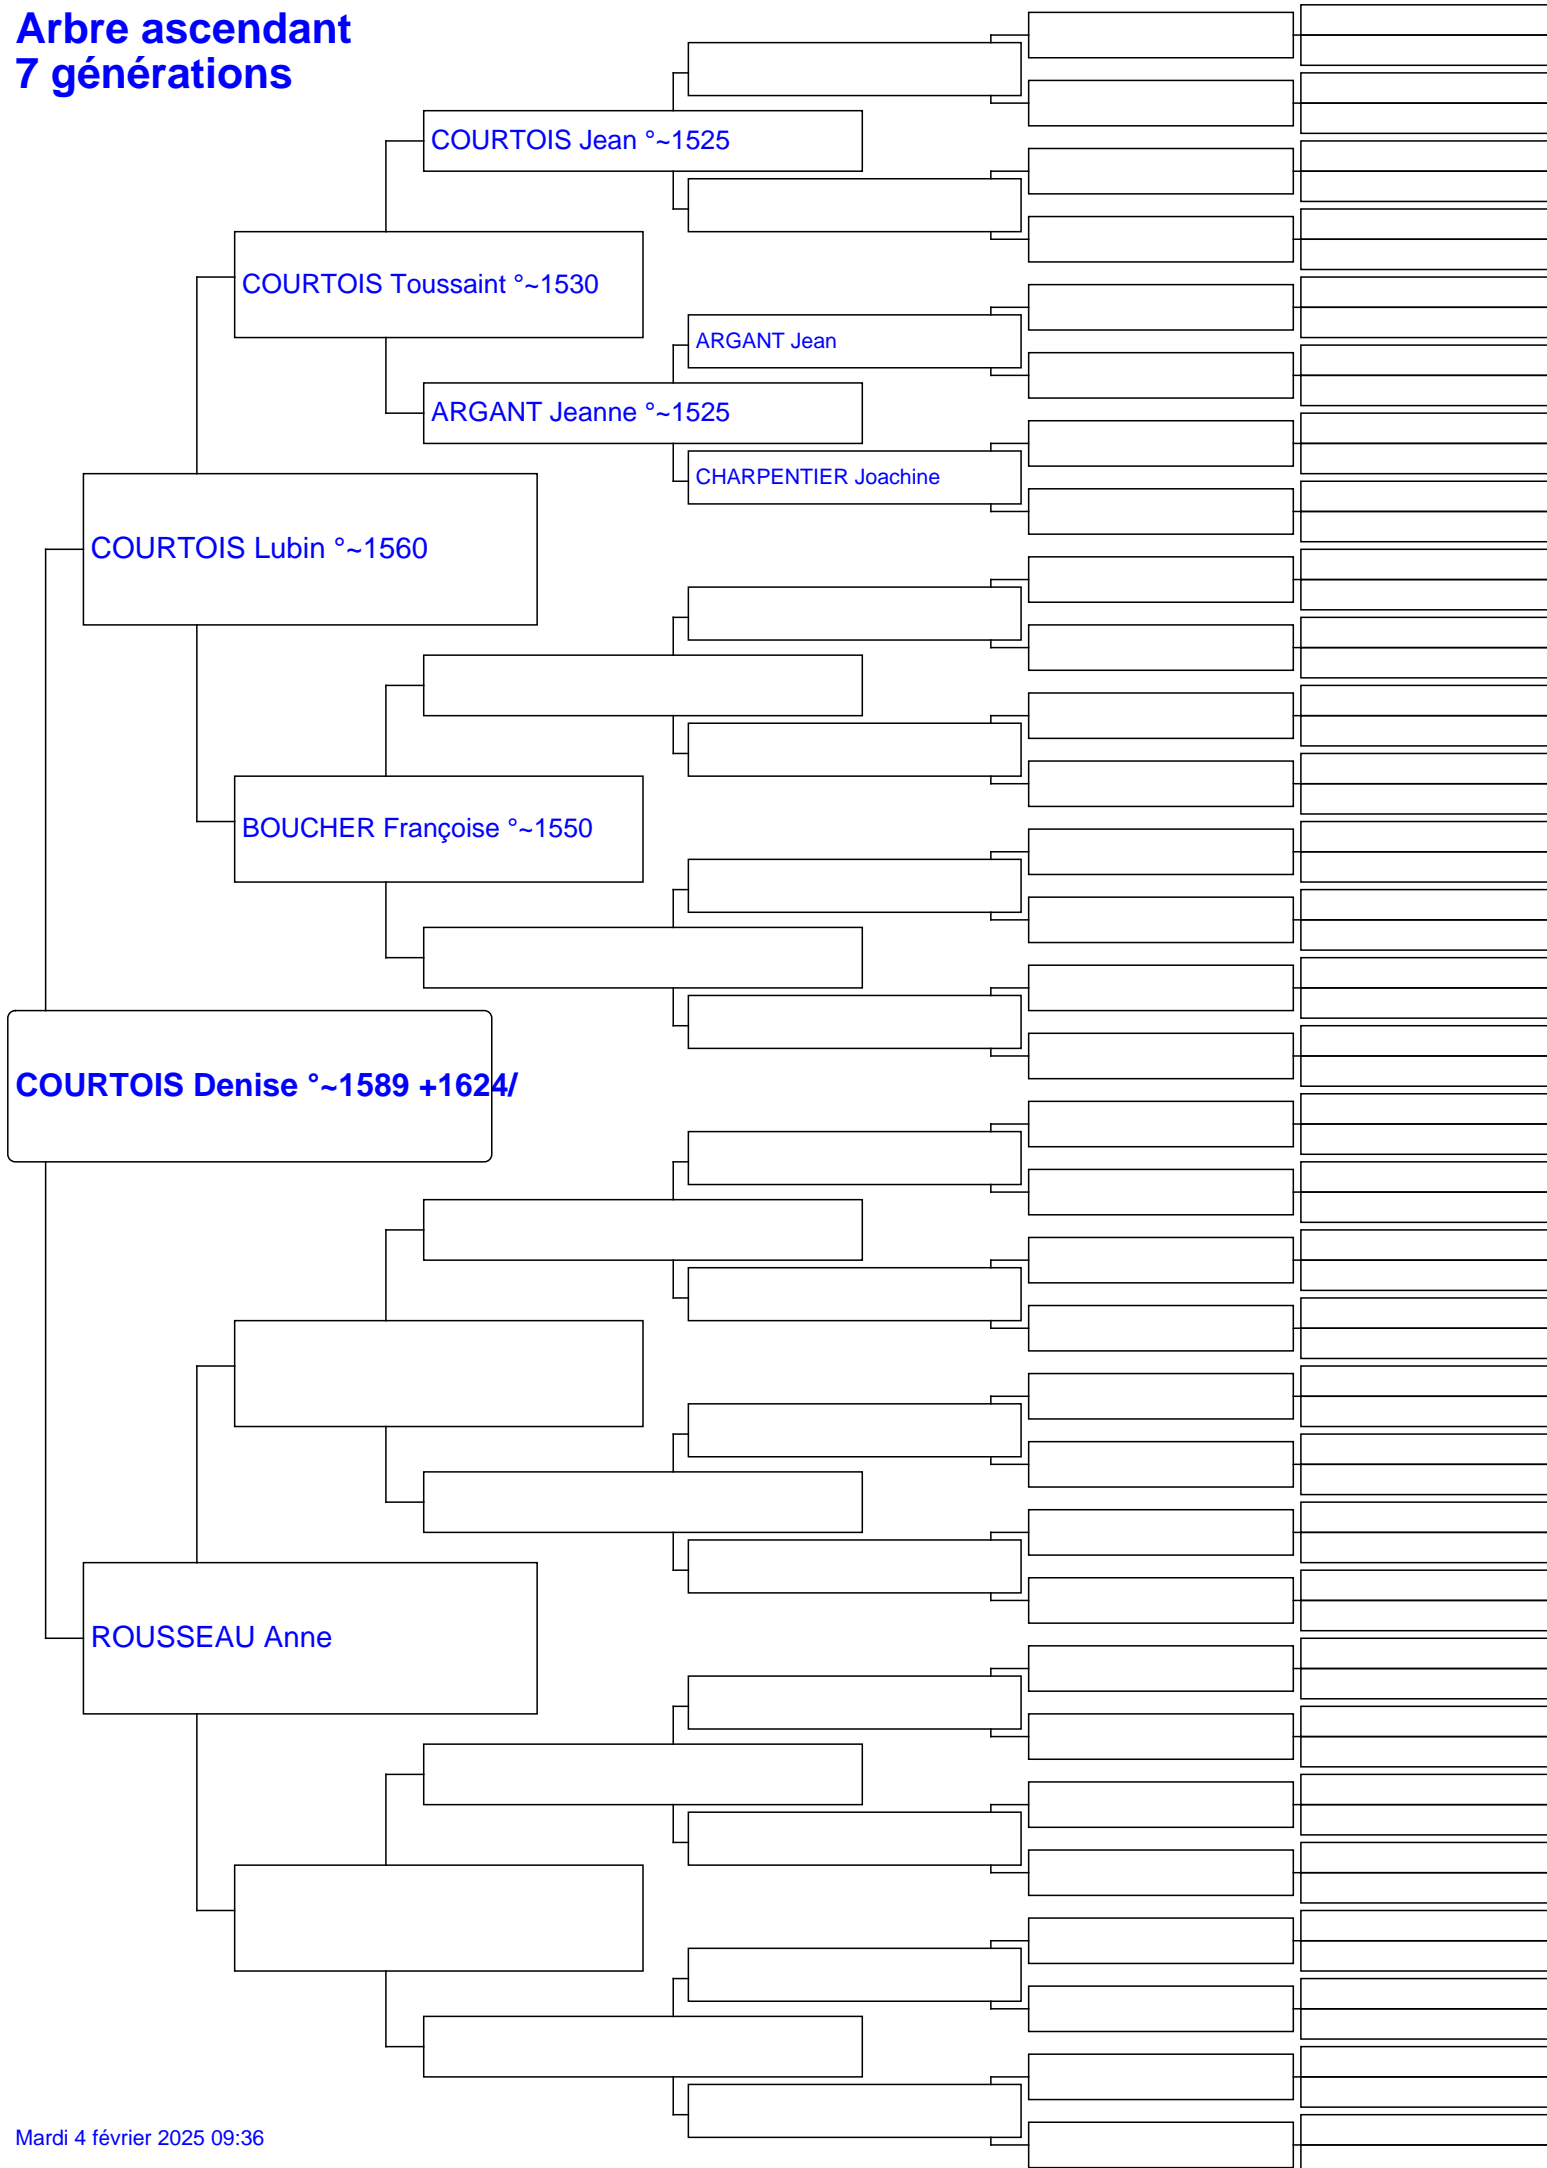 Arbre ascendant
7 générations
COURTOIS Jean °~1525
COURTOIS Toussaint °~1530
ARGANT Jean
ARGANT Jeanne °~1525
CHARPENTIER Joachine
COURTOIS Lubin °~1560
BOUCHER Françoise °~1550
COURTOIS Denise °~1589 +1624/
ROUSSEAU Anne
Mardi 4 février 2025 09:36